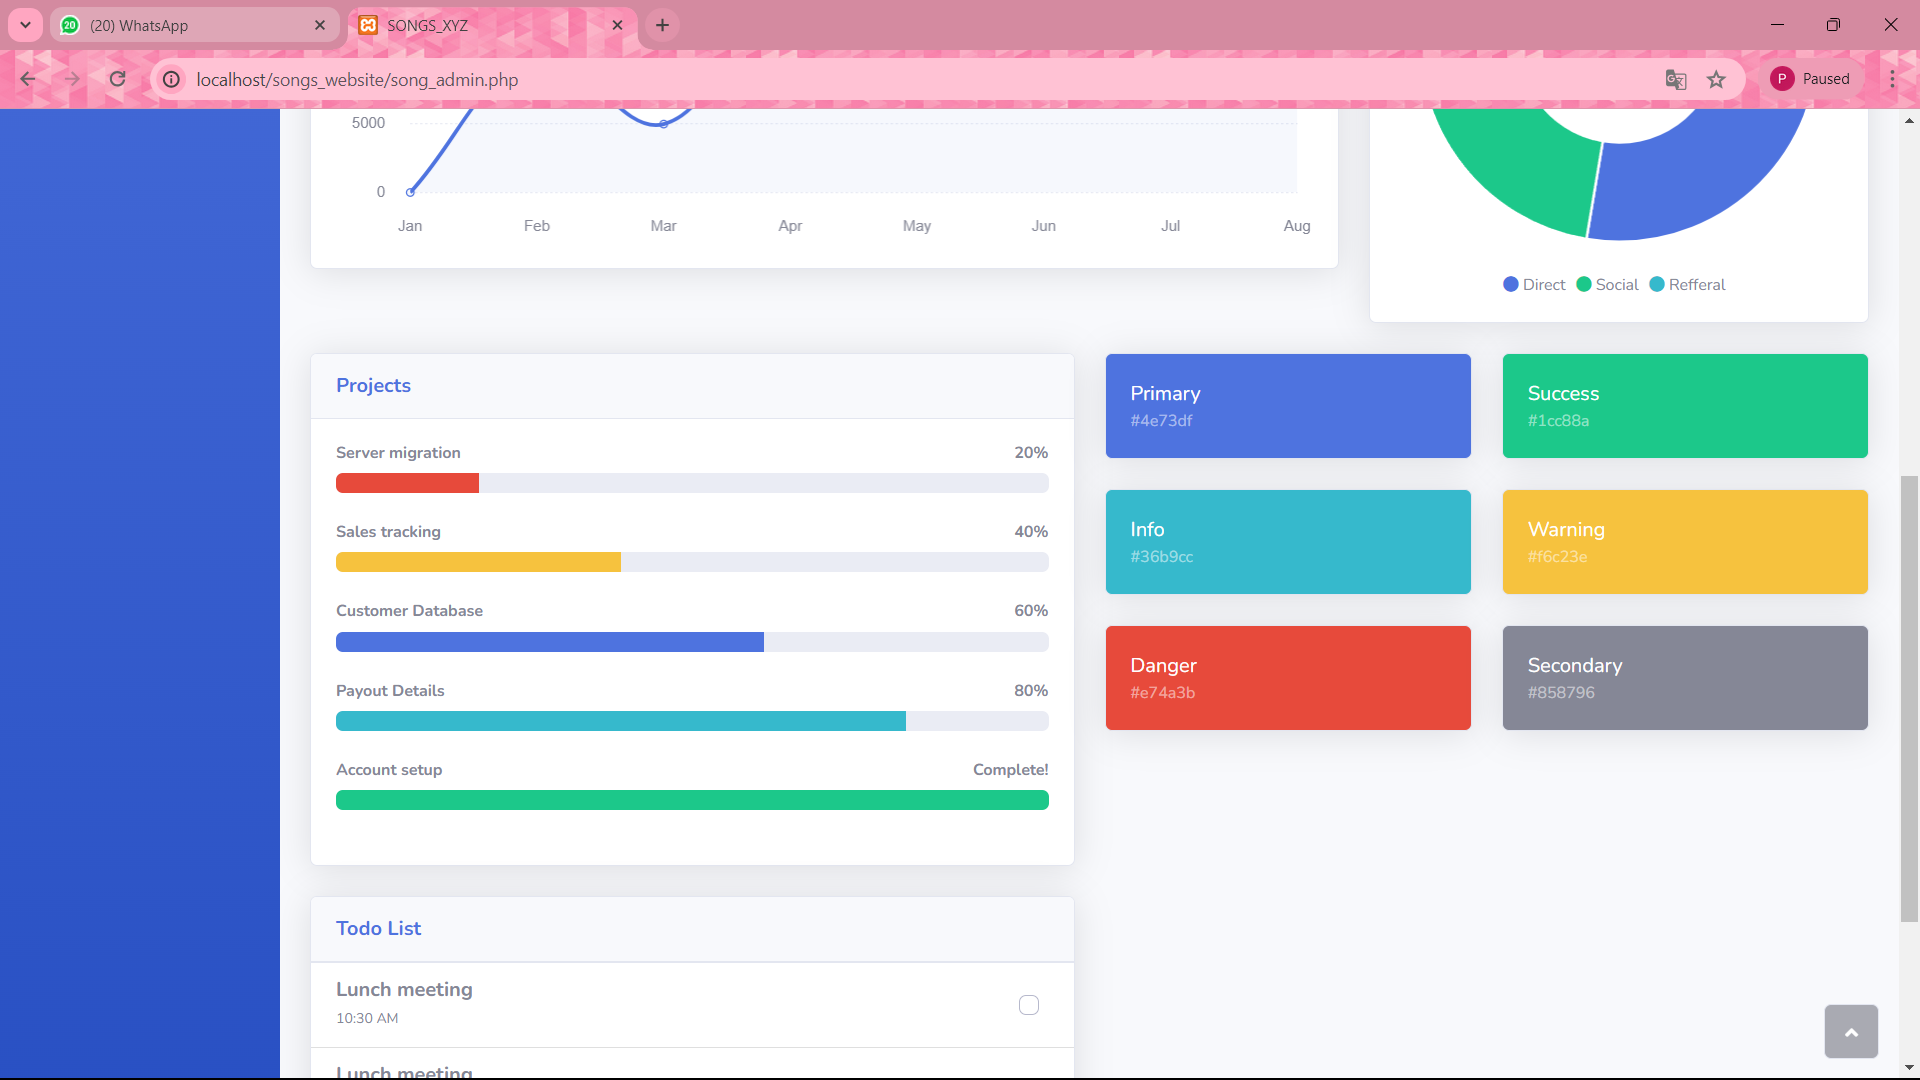 20
(20) WhatsApp
SONGS_XYZ
localhost/songs_website/song_admin.php
P
Paused
5000
0
Jan Feb Mar Apr May Jun Jul Aug
Direct Social Refferal
Projects
Server migration 20%
Sales tracking 40%
Customer Database 60%
Payout Details 80%
Account setup Complete!
Primary
#4e73df
Success
#1cc88a
Info
#36b9cc
Warning
#f6c23e
Danger
#e74a3b
Secondary
#858796
Todo List
Lunch meeting
10:30 AM
Lunch meeting